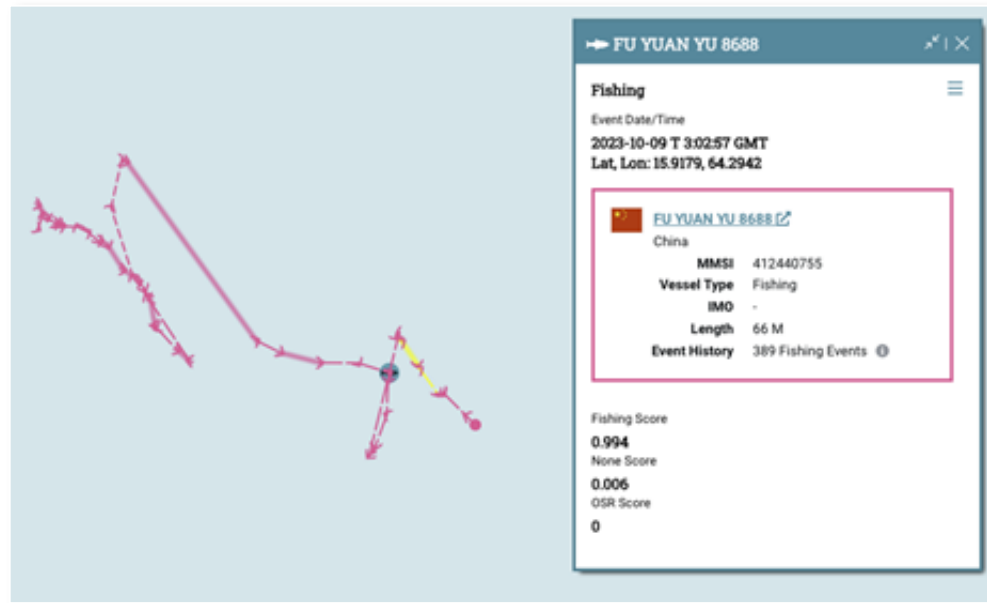 FU YUAN YU 8688
Fishing
Event Date/Time
2023-10-09 T 3:02:57 GMT
Lat, Lon: 15.9179, 64.2942
FU YUAN YU 8688
China
MMSI 412440755
Vessel Type Fishing
IMO -
Length 66 M
Event History 389 Fishing Events
Fishing Score
0.994
None Score
0.006
OSR Score
0